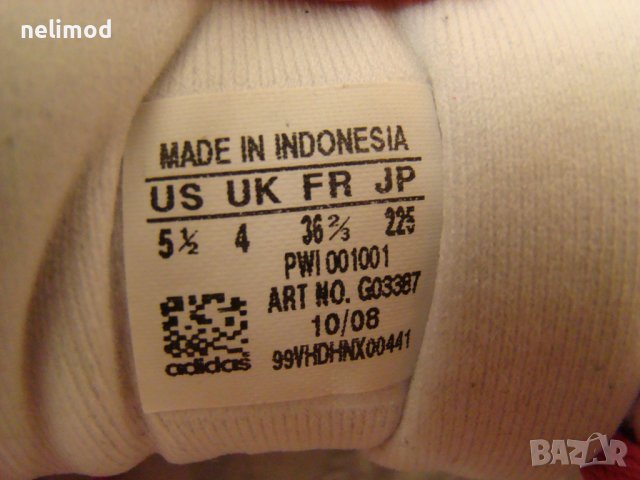 nelimod
MADE IN INDONESIA
US UK FR JP
5½ 4 36⅔ 225
PWI 001001
ART NO. G03387
10/08
adidas 99VHDHNX00441
BAZAR